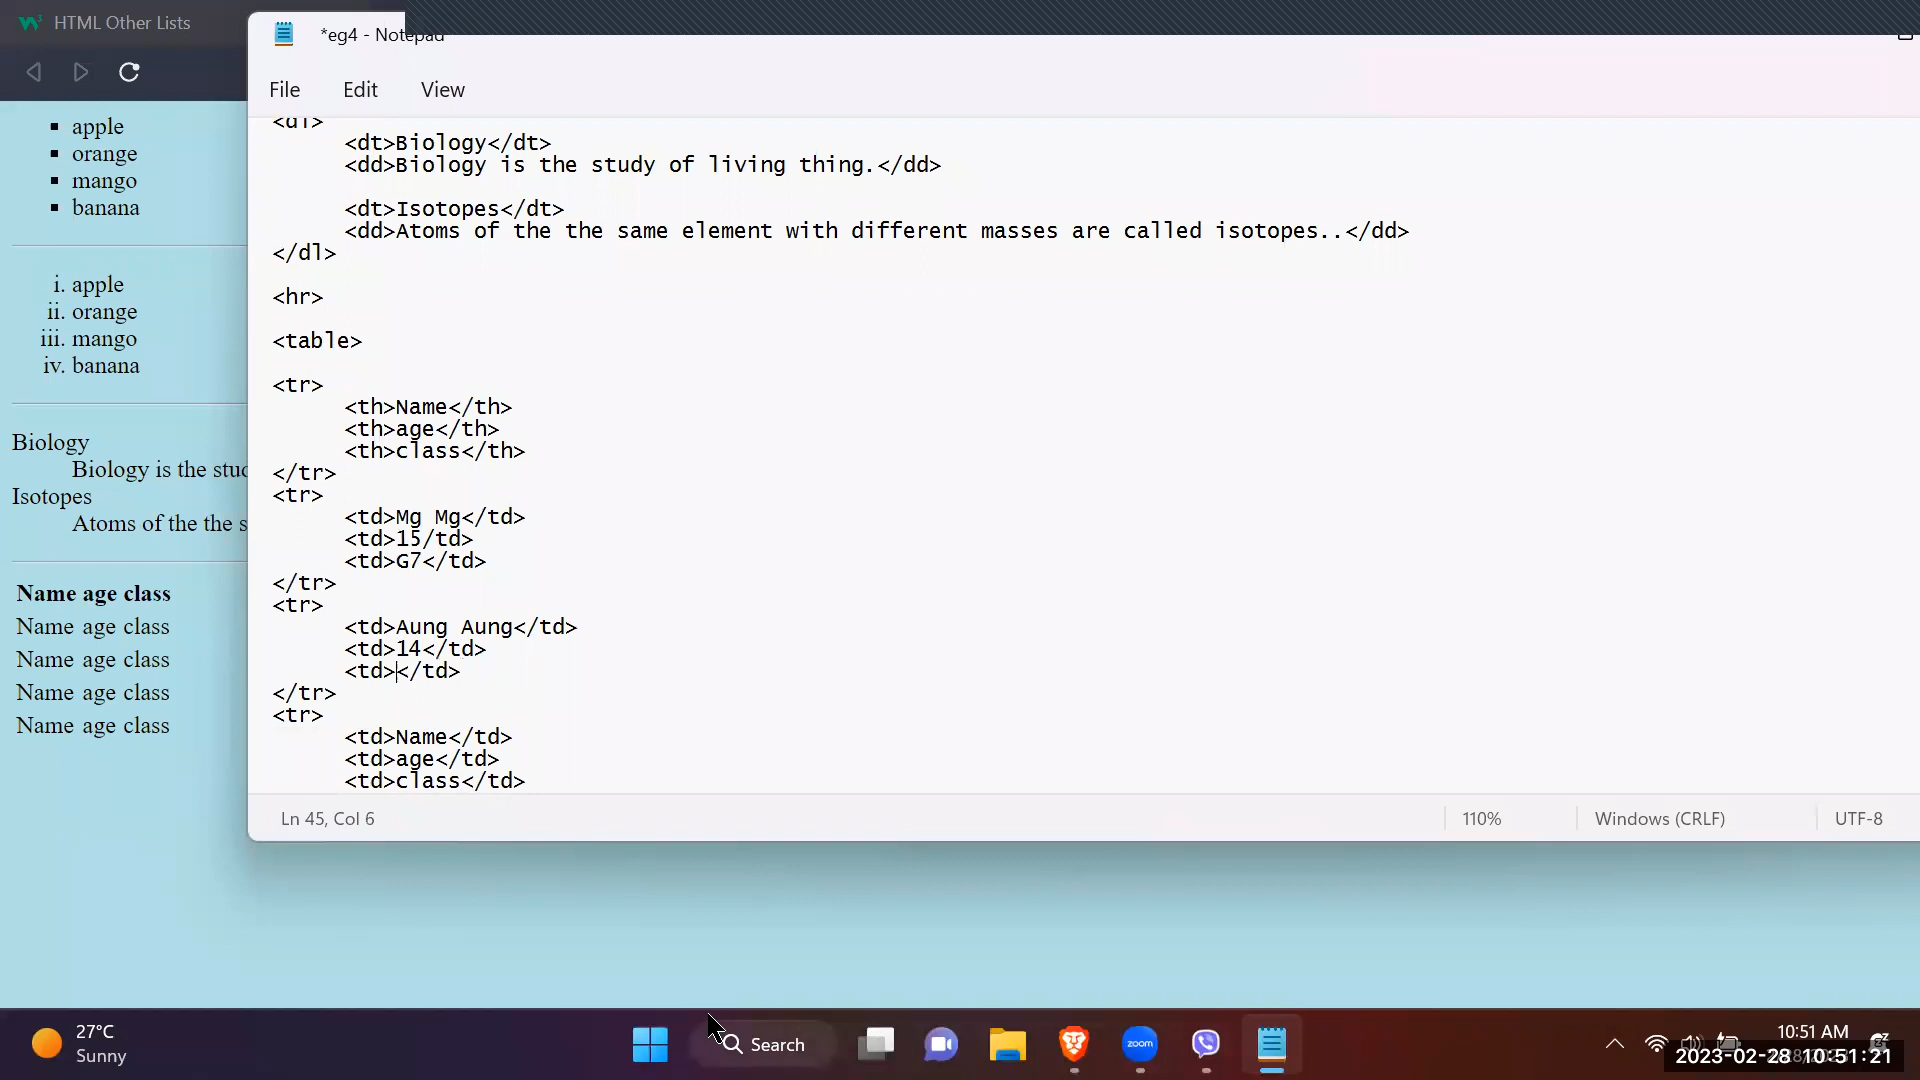 HTML Other Lists
*eg4 - Notepad
File Edit View
apple
orange
mango
banana
i. apple
ii. orange
iii. mango
iv. banana
Biology
Biology is the stud
Isotopes
Atoms of the the s
Name age class
Name age class
Name age class
Name age class
Name age class
<dl>
<dt>Biology</dt>
<dd>Biology is the study of living thing.</dd>
<dt>Isotopes</dt>
<dd>Atoms of the the same element with different masses are called isotopes..</dd>
</dl>
<hr>
<table>
<tr>
<th>Name</th>
<th>age</th>
<th>class</th>
</tr>
<tr>
<td>Mg Mg</td>
<td>15/td>
<td>G7</td>
</tr>
<tr>
<td>Aung Aung</td>
<td>14</td>
<td></td>
</tr>
<tr>
<td>Name</td>
<td>age</td>
<td>class</td>
Ln 45, Col 6 110% Windows (CRLF) UTF-8
27°C
Sunny
Search
zoom
10:51 AM
2023-02-28 10:51:21